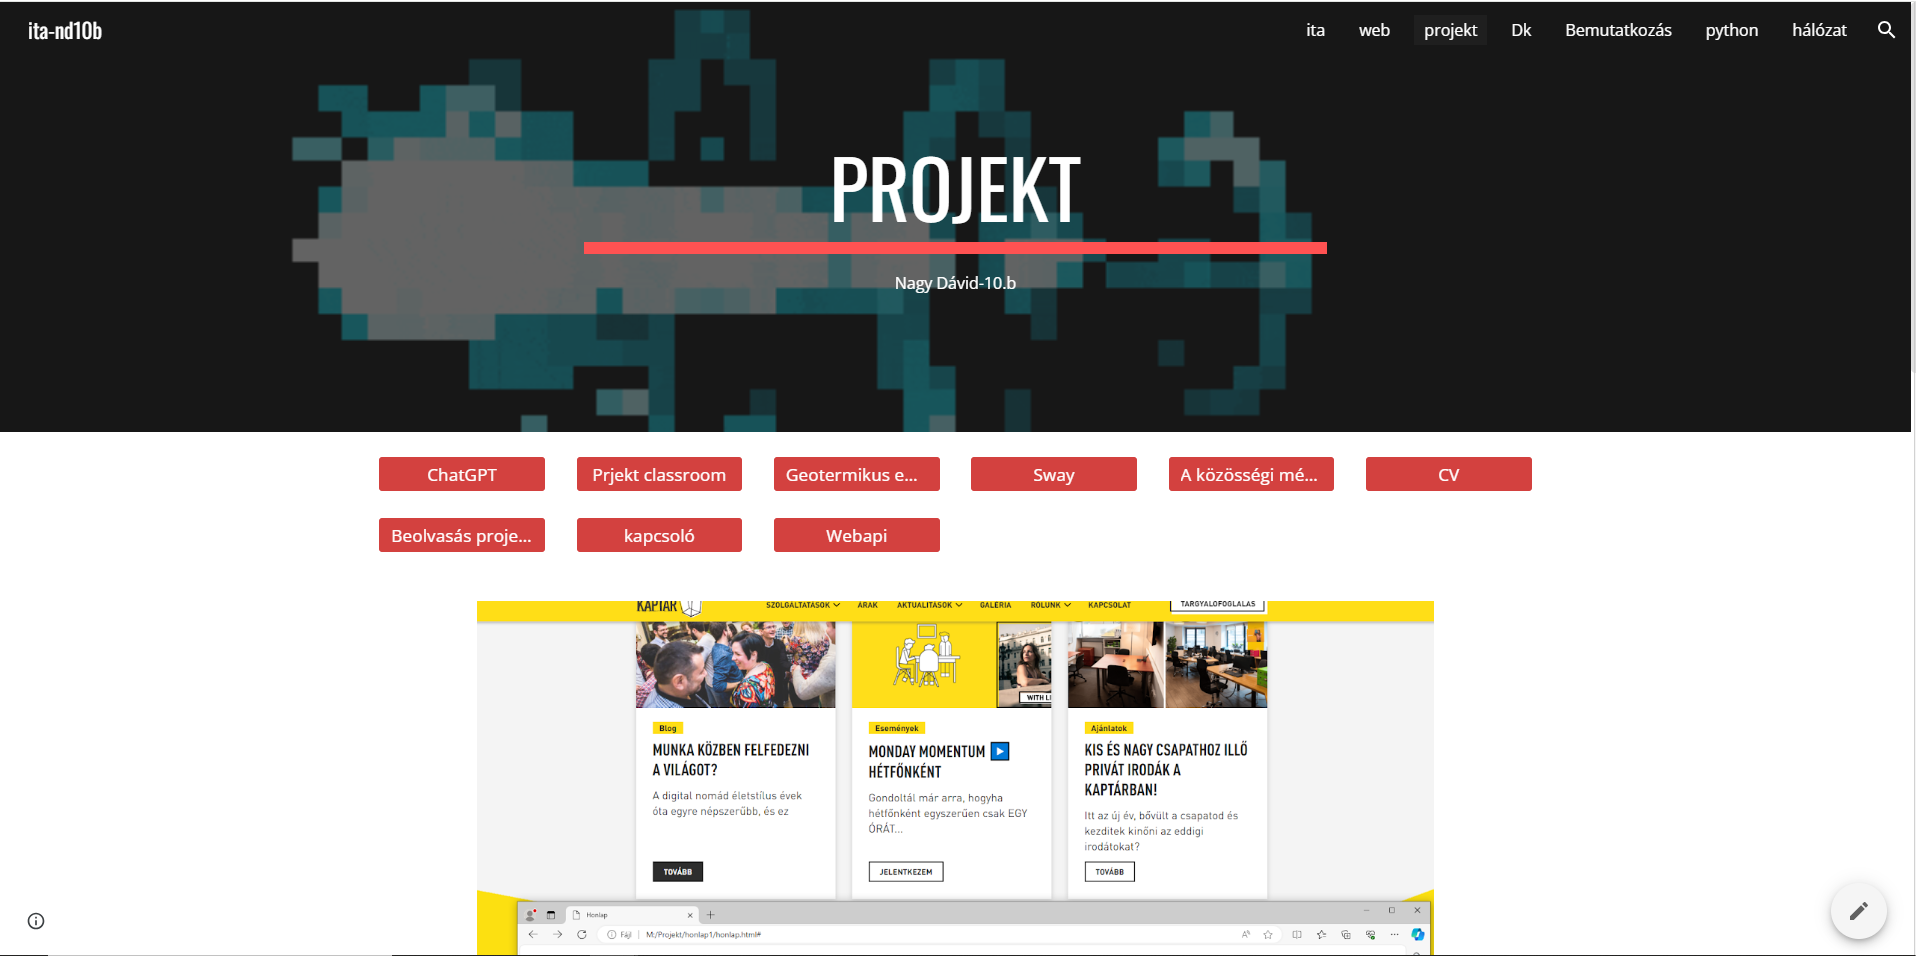 ita-nd10b
ita web projekt Dk Bemutatkozás python hálózat
PROJEKT
Nagy Dávid-10.b
ChatGPT
Prjekt classroom
Geotermikus e...
Sway
A közösségi mé...
CV
Beolvasás proje...
kapcsoló
Webapi
KAPTÁR
SZOLGÁLTATÁSOK ÁRAK AKTUALITÁSOK GALÉRIA RÓLUNK KAPCSOLAT
TÁRGYALÓFOGLALÁS
WITH LI
Blog
MUNKA KÖZBEN FELFEDEZNI
A VILÁGOT?
A digital nomád életstílus évek
óta egyre népszerűbb, és ez
TOVÁBB
Események
MONDAY MOMENTUM
HÉTFŐNKÉNT
Gondoltál már arra, hogyha
hétfőnként egyszerűen csak EGY
ÓRÁT...
JELENTKEZEM
Ajánlatok
KIS ÉS NAGY CSAPATHOZ ILLŐ
PRIVÁT IRODÁK A
KAPTÁRBAN!
Itt az új év, bővült a csapatod és
kezditek kinőni az eddigi
irodátokat?
TOVÁBB
Honlap
Fájl M:/Projekt/honlap1/honlap.html#